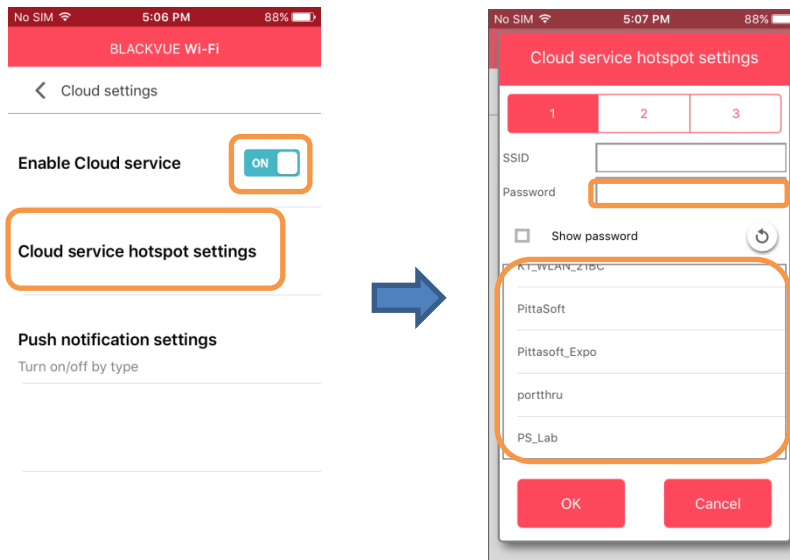 No SIM 5:06 PM 88%
BLACKVUE Wi-Fi
Cloud settings
Enable Cloud service ON
Cloud service hotspot settings
Push notification settings
Turn on/off by type
No SIM 5:07 PM 88%
Cloud service hotspot settings
1 2 3
SSID
Password
Show password
KT_WLAN_21BC
PittaSoft
Pittasoft_Expo
portthru
PS_Lab
OK Cancel